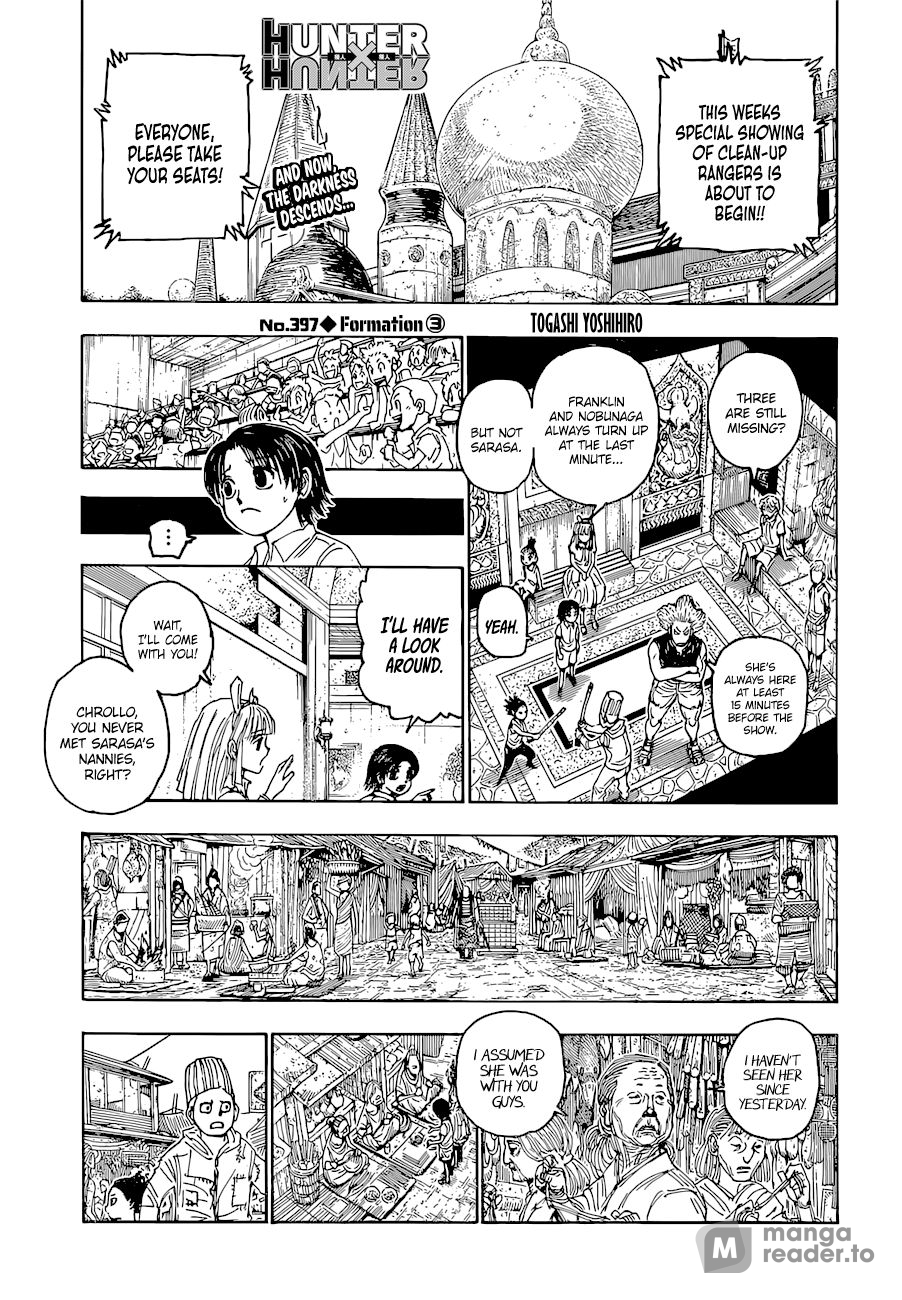 HUNTER
×
HUNTER
THIS WEEKS
SPECIAL SHOWING
OF CLEAN-UP
RANGERS IS
ABOUT TO
BEGIN!!
EVERYONE,
PLEASE TAKE
YOUR SEATS!
AND NOW,
THE DARKNESS
DESCENDS...
No.397◆Formation③
TOGASHI YOSHIHIRO
THREE
ARE STILL
MISSING?
FRANKLIN
AND NOBUNAGA
ALWAYS TURN UP
AT THE LAST
MINUTE...
BUT NOT
SARASA.
YEAH.
SHE'S
ALWAYS HERE
AT LEAST
15 MINUTES
BEFORE THE
SHOW.
...
I'LL HAVE
A LOOK
AROUND.
WAIT,
I'LL COME
WITH YOU!
CHROLLO,
YOU NEVER
MET SARASA'S
NANNIES,
RIGHT?
I HAVEN'T
SEEN HER
SINCE
YESTERDAY.
I ASSUMED
SHE WAS
WITH YOU
GUYS.
M manga
reader.to